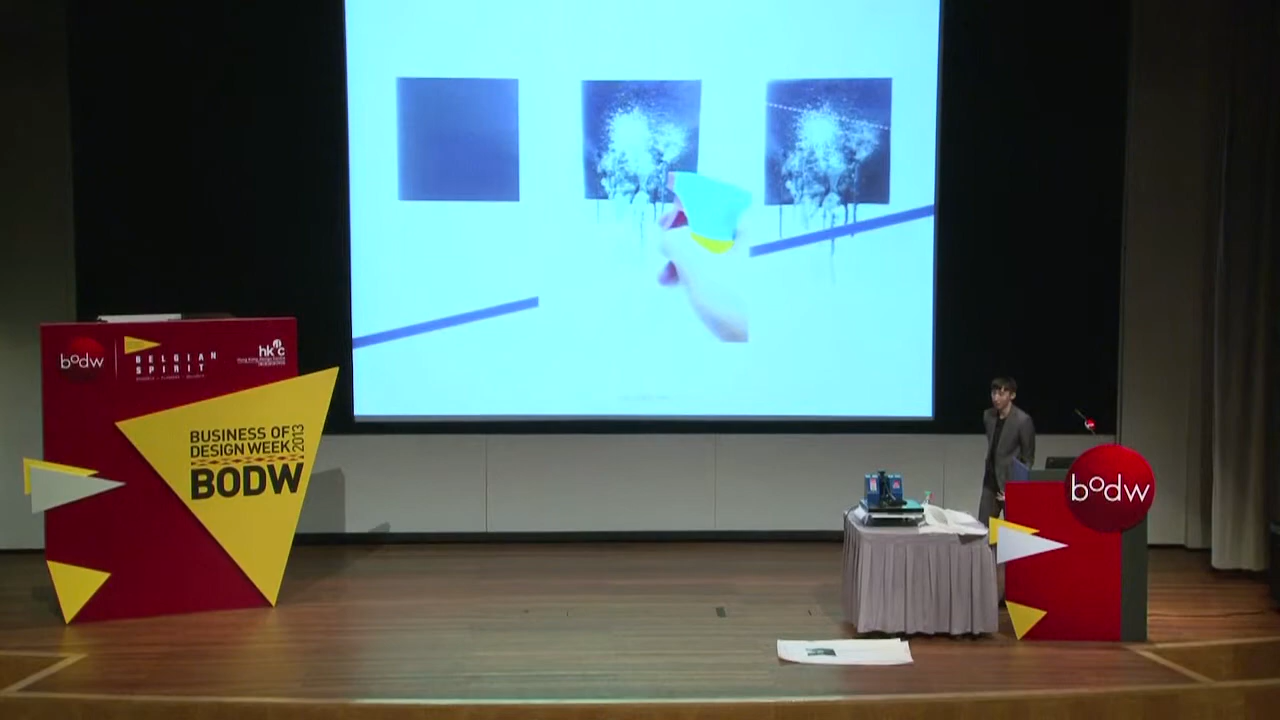 bodw
BELGIAN
SPIRIT
hkdc
BUSINESS OF
DESIGN WEEK
2013
BODW
bodw